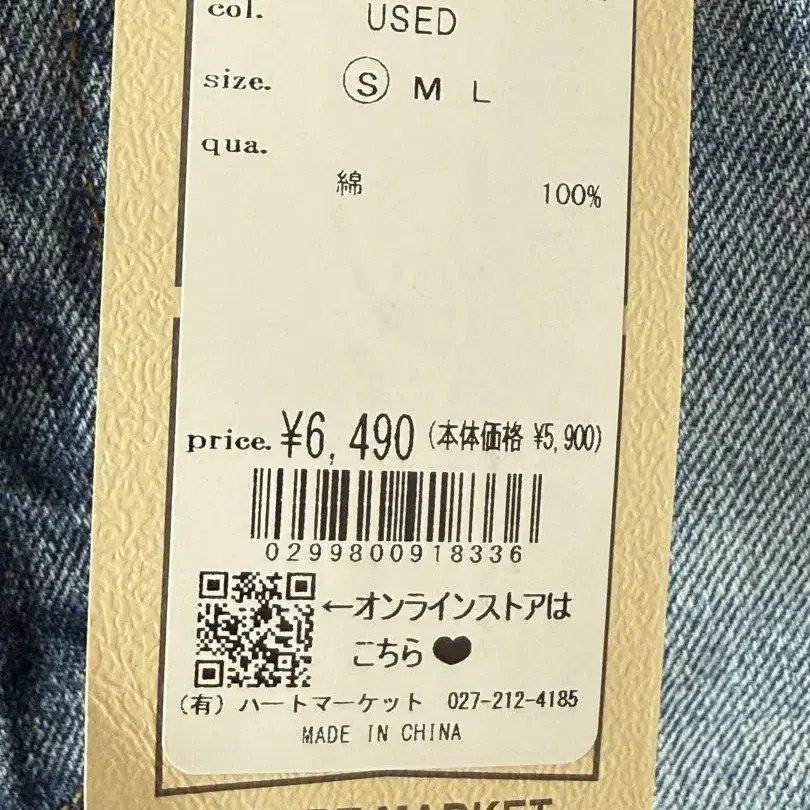 col. USED
size. S M L
qua.
綿 100%
price. ¥6,490 (本体価格 ¥5,900)
0299800918336
←オンラインストアは
こちら♥
(有) ハートマーケット 027-212-4185
MADE IN CHINA
MARKET